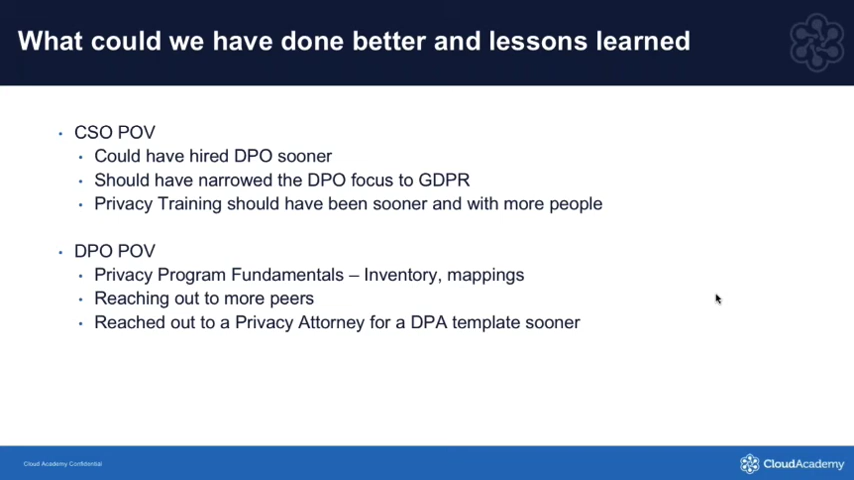 What could we have done better and lessons learned
CSO POV
Could have hired DPO sooner
Should have narrowed the DPO focus to GDPR
Privacy Training should have been sooner and with more people
DPO POV
Privacy Program Fundamentals – Inventory, mappings
Reaching out to more peers
Reached out to a Privacy Attorney for a DPA template sooner
Cloud Academy Confidential
CloudAcademy